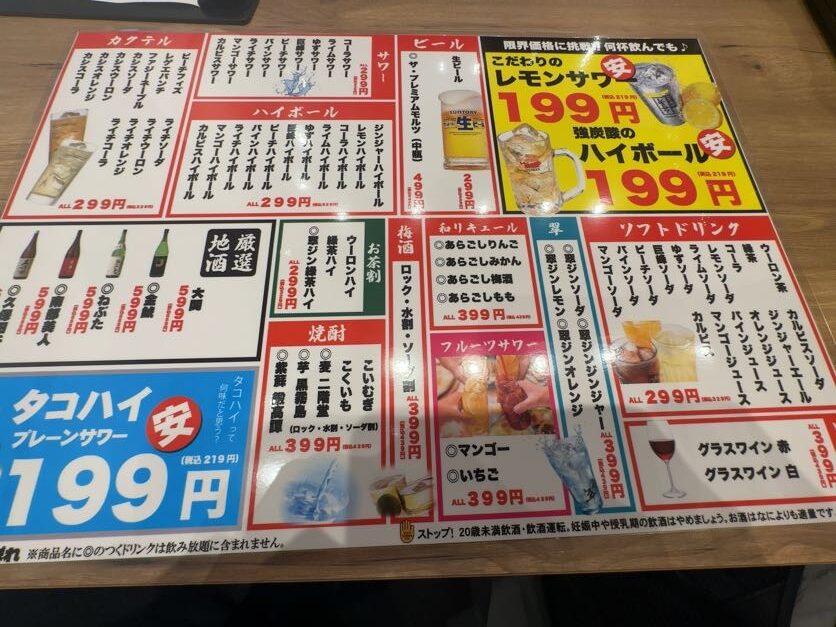 カクテル
ピーチフィズ
レゲエパンチ
ファジーネーブル
カシスソーダ
カシスウーロン
カシスオレンジ
カシスコーラ
ライチソーダ
ライチウーロン
ライチオレンジ
ライチコーラ
ALL 299円
サワー
コーラサワー
ライムサワー
ゆずサワー
巨峰サワー
ピーチサワー
パインサワー
ライチサワー
マンゴーサワー
カルピスサワー
ALL 299円
ハイボール
ジンジャーハイボール
レモンハイボール
コーラハイボール
ライムハイボール
ゆずハイボール
巨峰ハイボール
ピーチハイボール
パインハイボール
ライチハイボール
マンゴーハイボール
カルピスハイボール
ALL 299円
ビール
生ビール
299円
◎ザ・プレミアムモルツ(中瓶)
499円
SUNTORY
生
限界価格に挑戦!! 何杯飲んでも♪
こだわりの
レモンサワー
安
199円
(税込219円)
強炭酸の
ハイボール
安
199円
(税込219円)
厳選
地酒
大関
599円
◎金鯱
599円
◎ねぶた
599円
◎南部美人
599円
お茶割
ウーロンハイ
緑茶ハイ
◎翠ジン緑茶ハイ
ALL 299円
梅酒
ロック・水割・ソーダ割
ALL 399円
和リキュール
◎あらごしりんご
◎あらごしみかん
◎あらごし梅酒
◎あらごしもも
ALL 399円
翠
◎翠ジンソーダ
◎翠ジンレモン
◎翠ジンジンジャー
◎翠ジンオレンジ
ALL 399円
ソフトドリンク
ウーロン茶
緑茶
コーラ
レモンソーダ
ライムソーダ
ゆずソーダ
巨峰ソーダ
ピーチソーダ
パインソーダ
マンゴーソーダ
カルピスソーダ
ジンジャーエール
オレンジジュース
パインジュース
マンゴージュース
カルピス
ALL 299円
タコハイ
プレーンサワー
安
タコハイって
何味だと思う?
(税込219円)
199円
焼酎
こいむぎ
こくいも
(ロック・水割・ソーダ割)
◎麦 二階堂
◎芋 黒霧島
◎紫蘇 鍛高譚
ALL 399円
フルーツサワー
◎マンゴー
◎いちご
ALL 399円
グラスワイン 赤
グラスワイン 白
ALL
ストップ! 20歳未満飲酒・飲酒運転。妊娠中や授乳期の飲酒はやめましょう。お酒はなによりも適量です。
※商品名に◎のつくドリンクは飲み放題に含まれません。